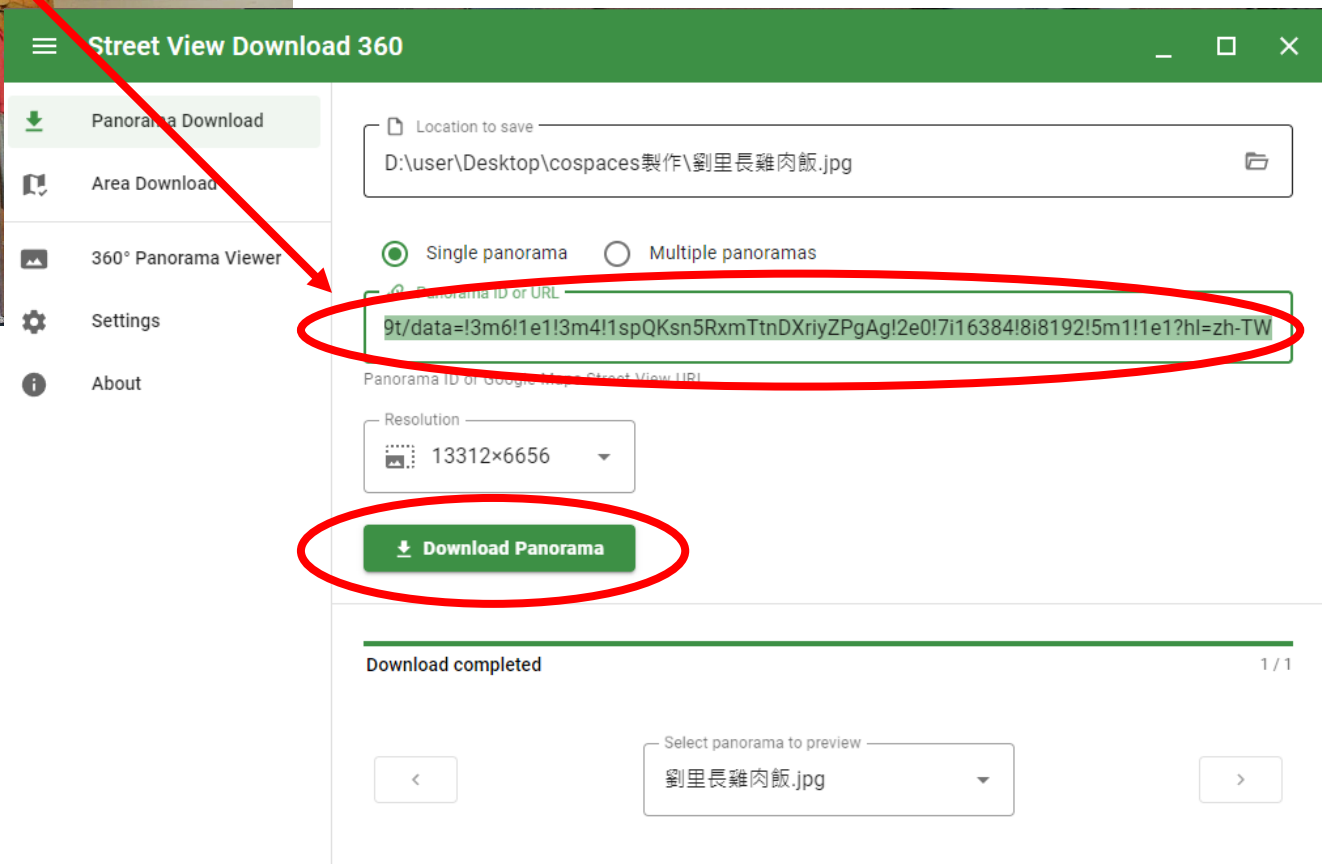 Street View Download 360
Panorama Download
Area Download
360° Panorama Viewer
Settings
About
Location to save
D:\user\Desktop\cospaces製作\劉里長雞肉飯.jpg
Single panorama
Multiple panoramas
Panorama ID or URL
9t/data=!3m6!1e1!3m4!1spQKsn5RxmTtnDXriyZPgAg!2e0!7i16384!8i8192!5m1!1e1?hl=zh-TW
Panorama ID or Google Maps Street View URL
Resolution
13312×6656
Download Panorama
Download completed
1 / 1
Select panorama to preview
劉里長雞肉飯.jpg